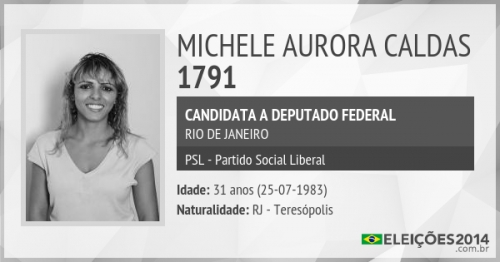 MICHELE AURORA CALDAS
1791
CANDIDATA A DEPUTADO FEDERAL
RIO DE JANEIRO
PSL - Partido Social Liberal
Idade: 31 anos (25-07-1983)
Naturalidade: RJ - Teresópolis
ELEIÇÕES2014
.com.br